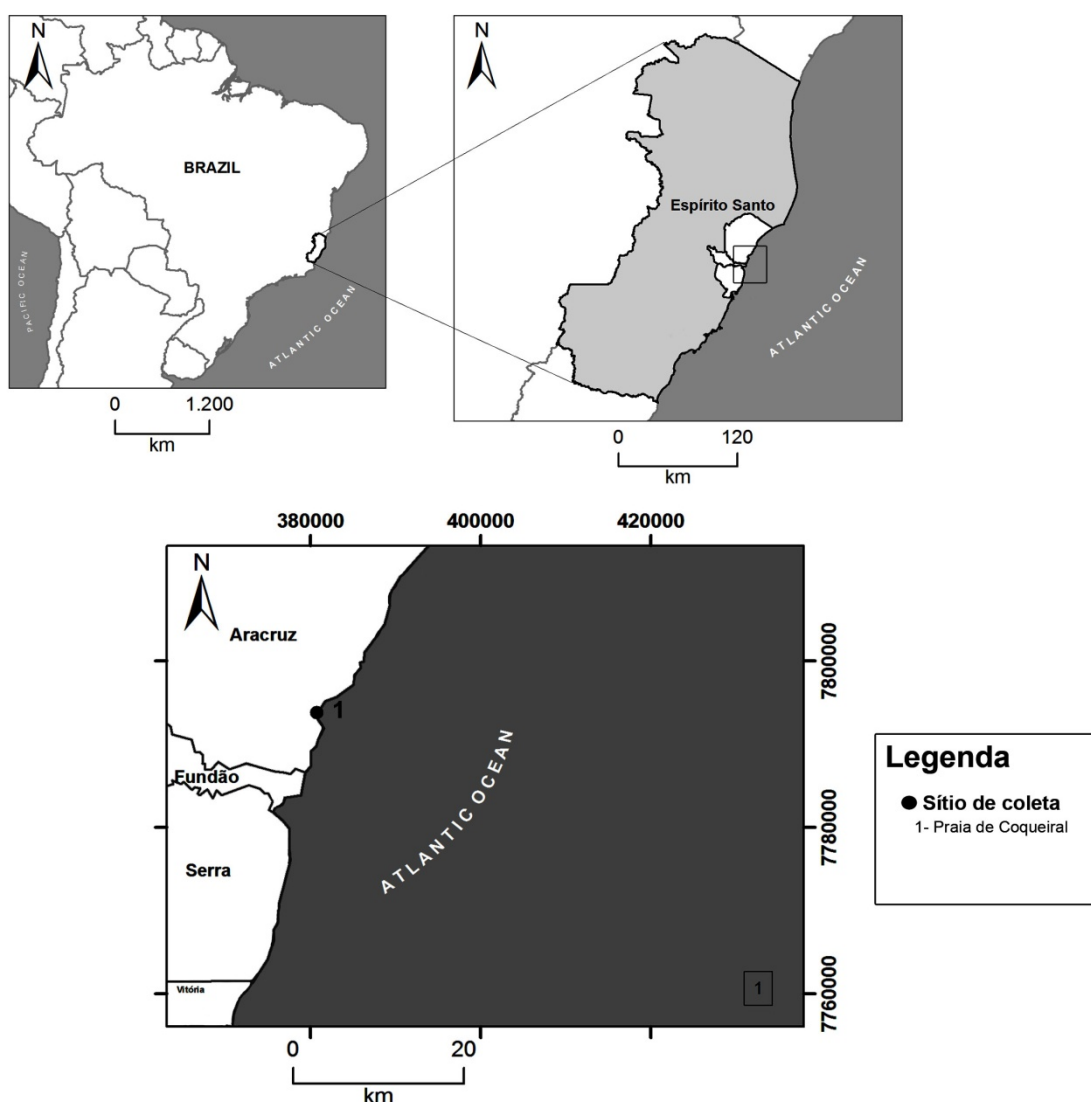 N
BRAZIL
PACIFIC OCEAN
ATLANTIC OCEAN
0 1.200
km
N
Espírito Santo
ATLANTIC OCEAN
0 120
km
380000 400000 420000
N
Aracruz
1
Fundão
Serra
Vitória
ATLANTIC OCEAN
7800000
7780000
7760000
1
0 20
km
Legenda
Sítio de coleta
1- Praia de Coqueiral